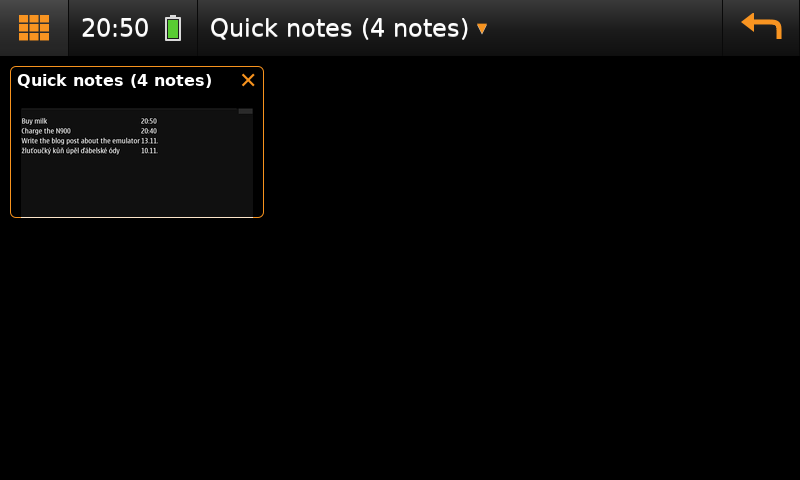 20:50 Quick notes (4 notes)
Quick notes (4 notes)
Buy milk 20:50
Charge the N900 20:40
Write the blog post about the emulator 13.11.
žluťoučký kůň úpěl ďábelské ódy 10.11.